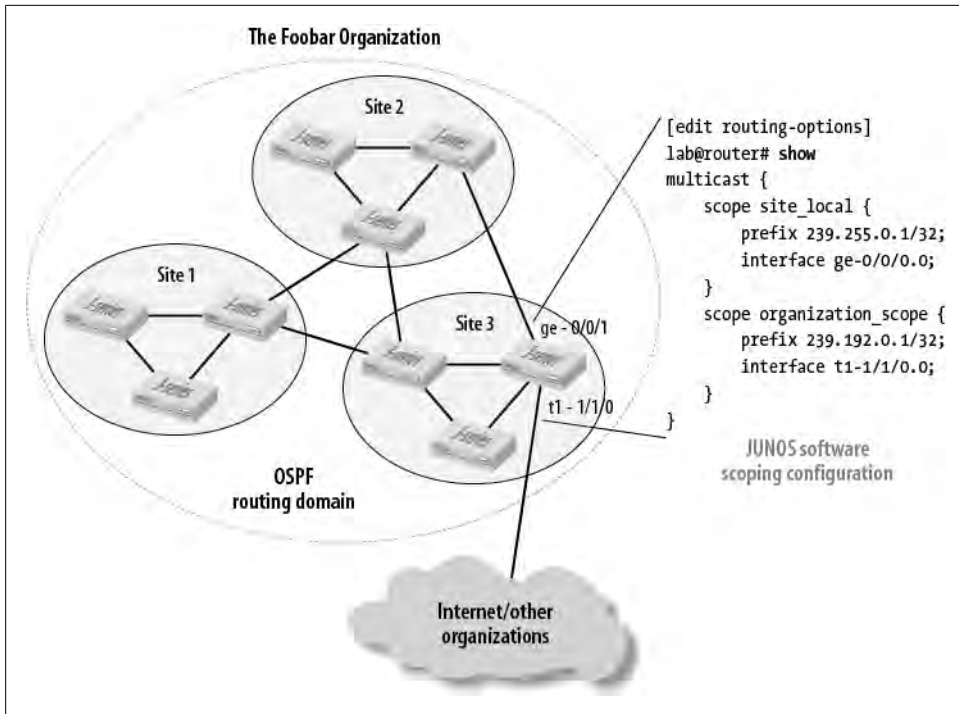 The Foobar Organization
Site 2
Site 1
Site 3
ge - 0/0/1
t1 - 1/1/0
OSPF
routing domain
Internet/other
organizations
[edit routing-options]
lab@router# show
multicast {
scope site_local {
prefix 239.255.0.1/32;
interface ge-0/0/0.0;
}
scope organization_scope {
prefix 239.192.0.1/32;
interface t1-1/1/0.0;
}
}
JUNOS software
scoping configuration